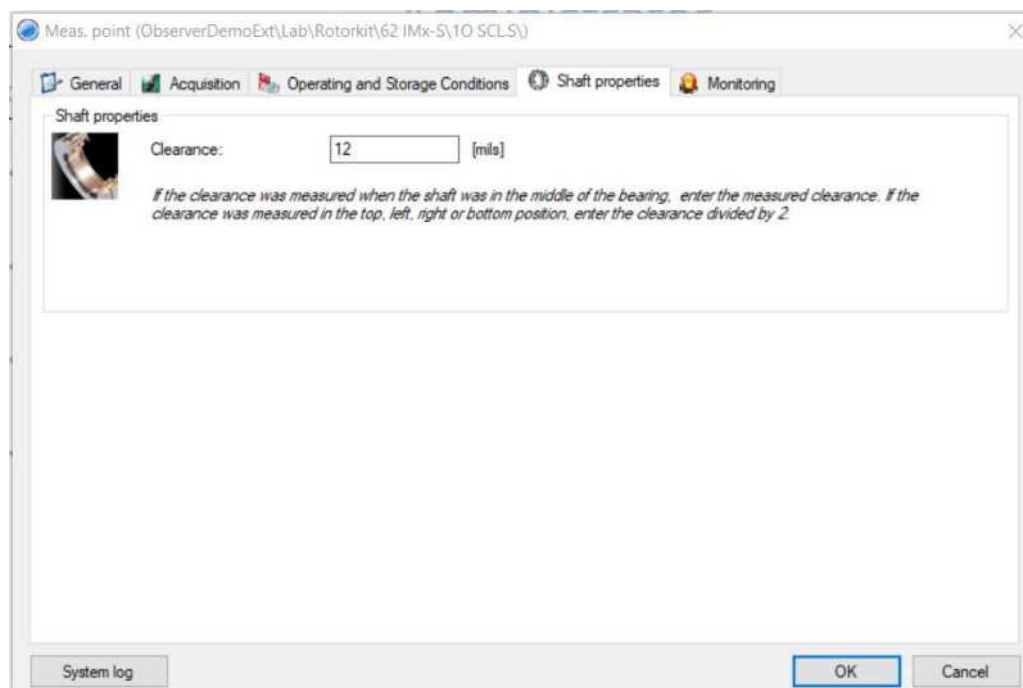 Meas. point (ObserverDemoExt\Lab\Rotorkit\62 IMx-S\1O SCLS\)
General Acquisition Operating and Storage Conditions Shaft properties Monitoring
Shaft properties
Clearance: 12 [mils]
If the clearance was measured when the shaft was in the middle of the bearing, enter the measured clearance. If the
clearance was measured in the top, left, right or bottom position, enter the clearance divided by 2.
System log OK Cancel